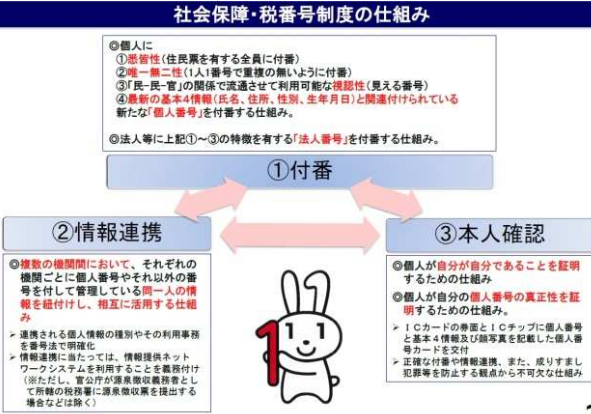 社会保障・税番号制度の仕組み
◎個人に
①悉皆性(住民票を有する全員に付番)
②唯一無二性(1人1番号で重複の無いように付番)
③「民-民-官」の関係で流通させて利用可能な視認性(見える番号)
④最新の基本4情報(氏名、住所、性別、生年月日)と関連付けられている
新たな「個人番号」を付番する仕組み。
◎法人等に上記①~③の特徴を有する「法人番号」を付番する仕組み。
①付番
②情報連携
◎複数の機関間において、それぞれの
機関ごとに個人番号やそれ以外の番
号を付して管理している同一人の情
報を紐付けし、相互に活用する仕組
み
➢ 連携される個人情報の種別やその利用事務
を番号法で明確化
➢ 情報連携に当たっては、情報提供ネット
ワークシステムを利用することを義務付け
(※ただし、官公庁が源泉徴収義務者とし
て所轄の税務署に源泉徴収票を提出する
場合などは除く)
③本人確認
◎個人が自分が自分であることを証明
するための仕組み
◎個人が自分の個人番号の真正性を証
明するための仕組み。
➢ ICカードの券面とICチップに個人番号
と基本4情報及び顔写真を記載した個人番
号カードを交付
➢ 正確な付番や情報連携、また、成りすまし
犯罪等を防止する観点から不可欠な仕組み
1